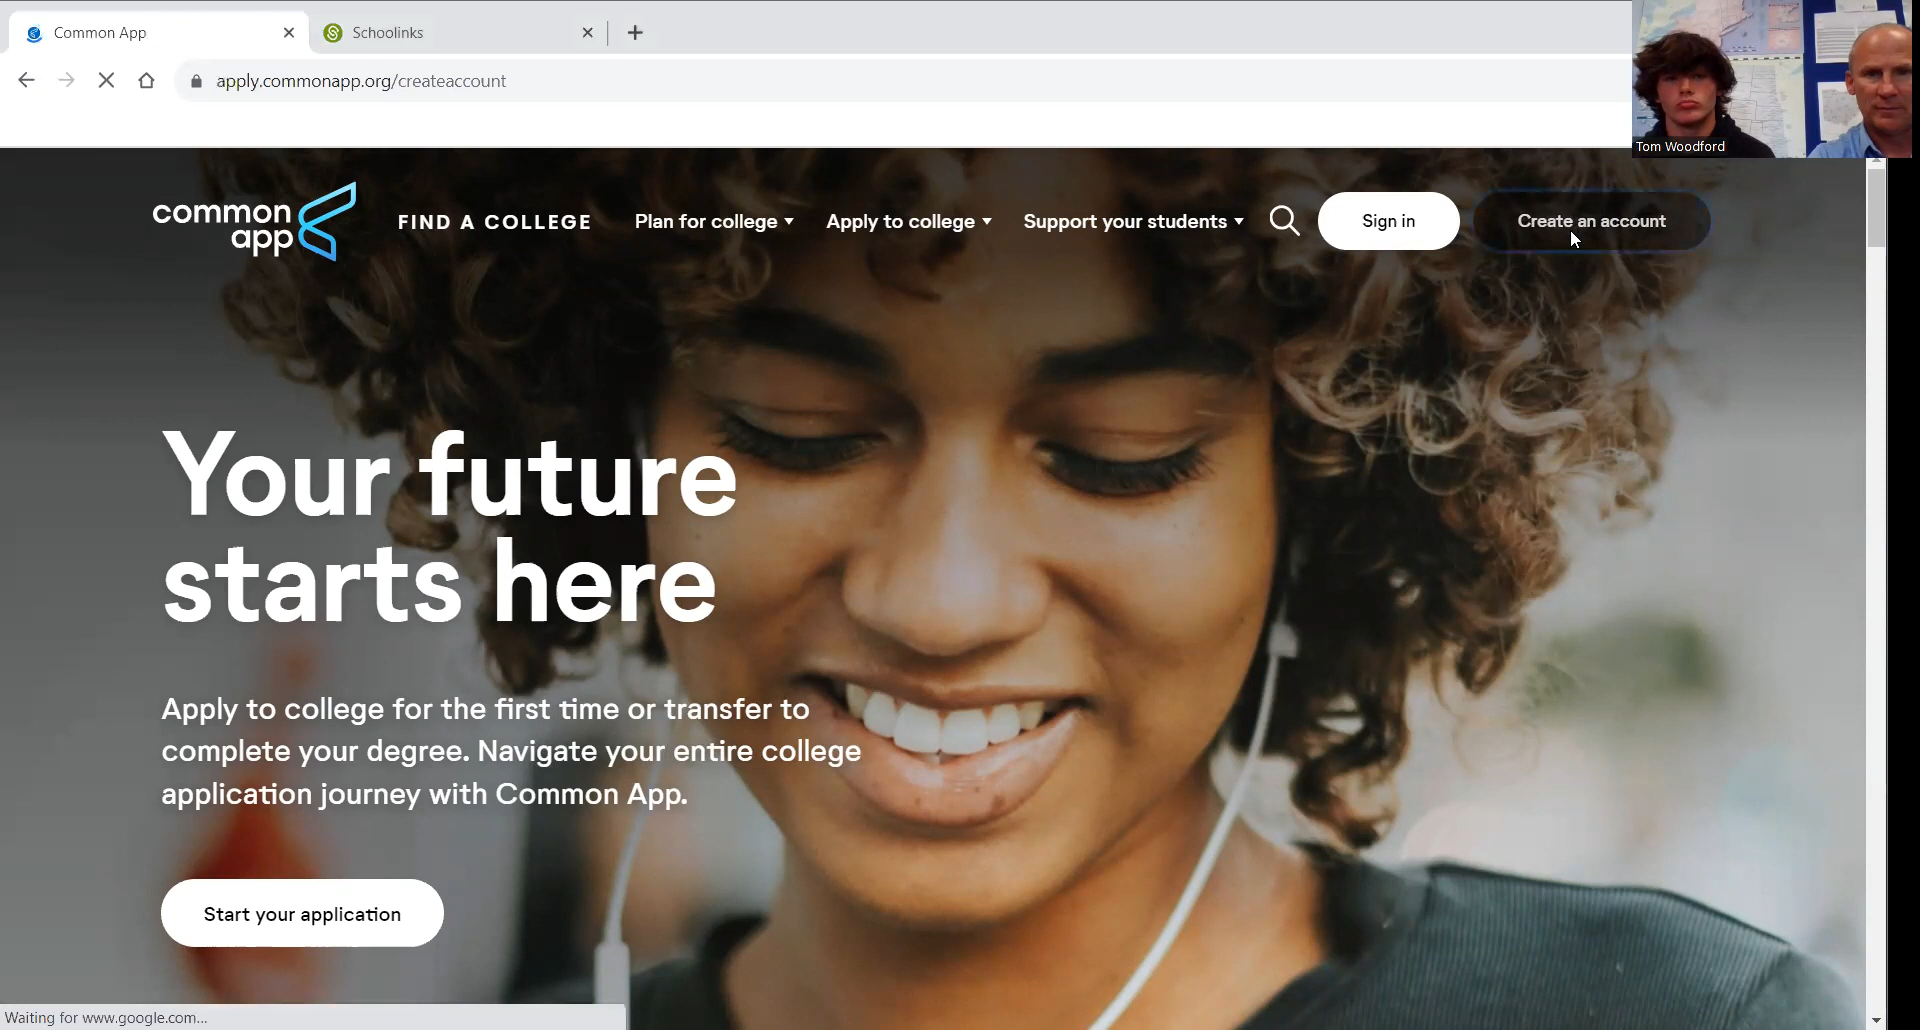 Common App
Schoolinks
apply.commonapp.org/createaccount
Tom Woodford
common
app
FIND A COLLEGE
Plan for college
Apply to college
Support your students
Sign in
Create an account
Your future
starts here
Apply to college for the first time or transfer to
complete your degree. Navigate your entire college
application journey with Common App.
Start your application
Waiting for www.google.com...